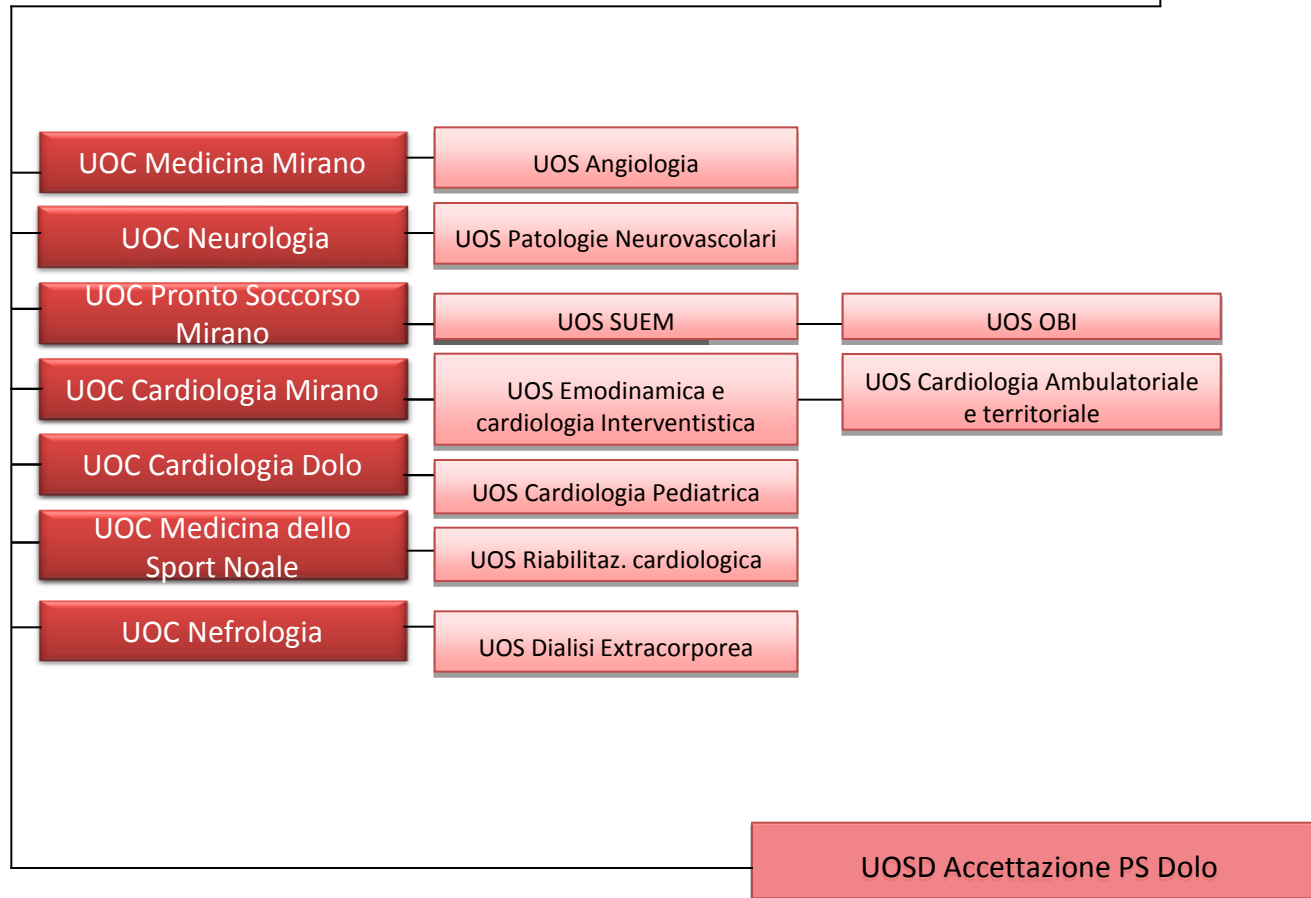 UOC Medicina Mirano
UOS Angiologia
UOC Neurologia
UOS Patologie Neurovascolari
UOC Pronto Soccorso
Mirano
UOS SUEM
UOS OBI
UOC Cardiologia Mirano
UOS Emodinamica e
cardiologia Interventistica
UOS Cardiologia Ambulatoriale
e territoriale
UOC Cardiologia Dolo
UOS Cardiologia Pediatrica
UOC Medicina dello
Sport Noale
UOS Riabilitaz. cardiologica
UOC Nefrologia
UOS Dialisi Extracorporea
UOSD Accettazione PS Dolo